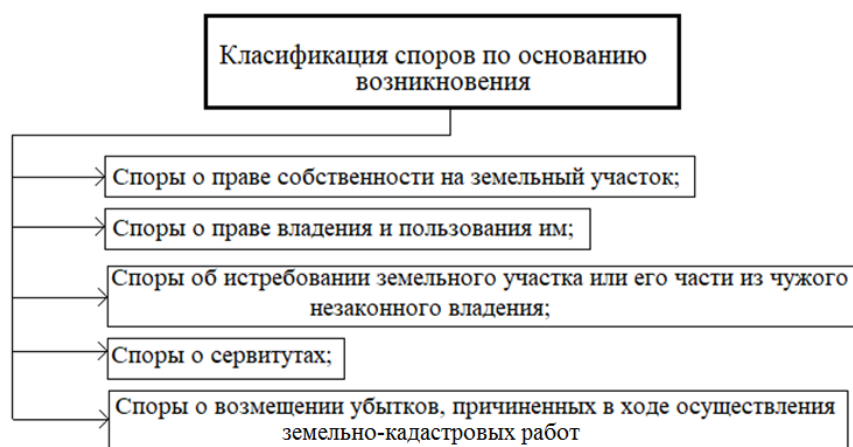 Класификация споров по основанию
возникновения
Споры о праве собственности на земельный участок;
Споры о праве владения и пользования им;
Споры об истребовании земельного участка или его части из чужого
незаконного владения;
Споры о сервитутах;
Споры о возмещении убытков, причиненных в ходе осуществления
земельно-кадастровых работ